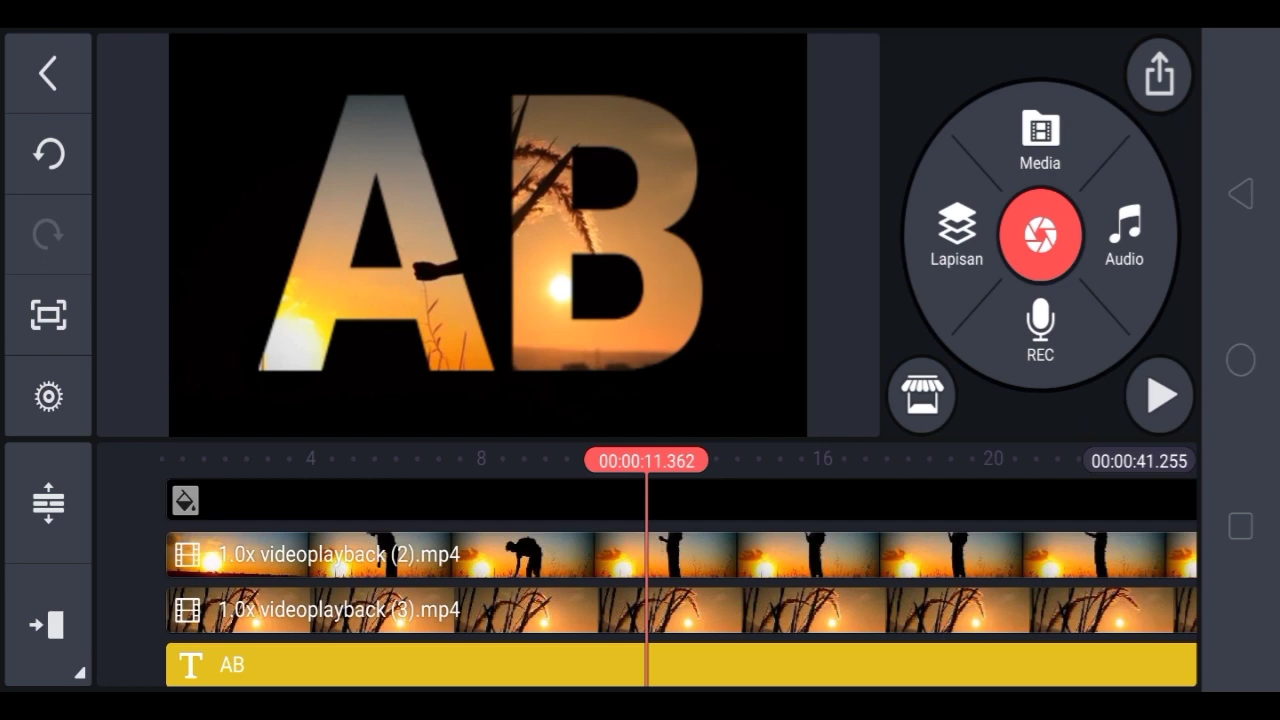 AB
Media
Lapisan
Audio
REC
4
8
00:00:11.362
16
20
00:00:41.255
1.0x videoplayback (2).mp4
1.0x videoplayback (3).mp4
T AB